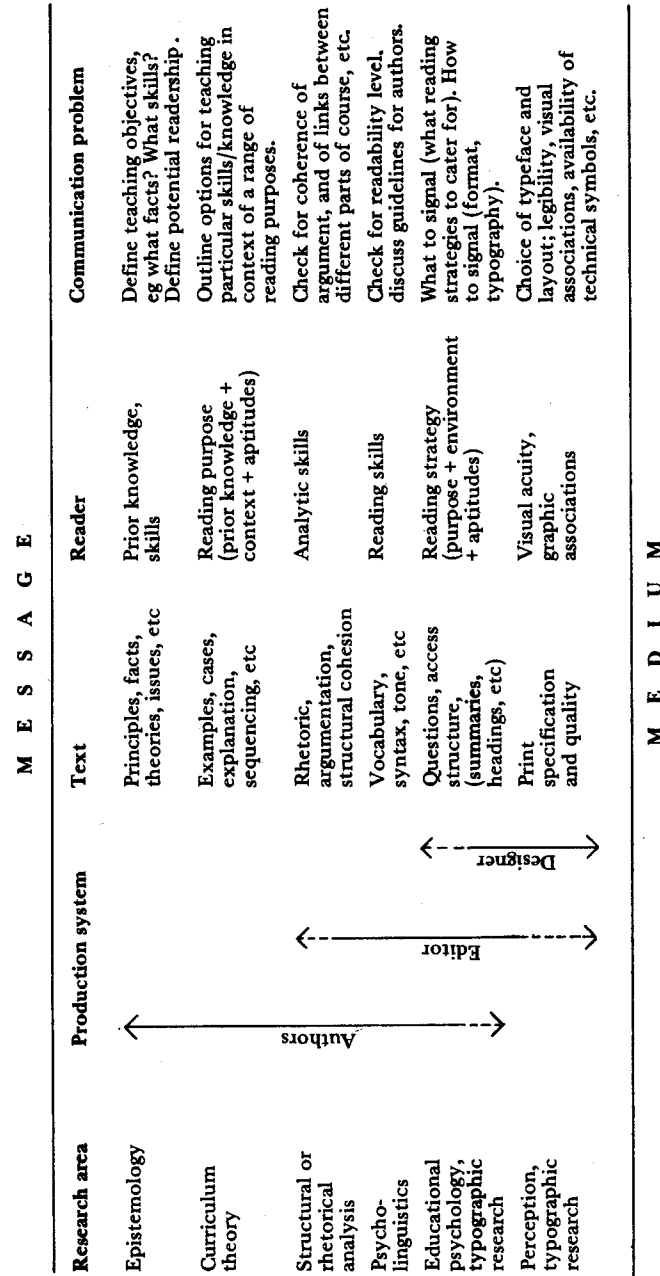 M E S S A G E
Research area
Production system
Text
Reader
Communication problem
Epistemology
Principles, facts,
theories, issues, etc
Prior knowledge,
skills
Define teaching objectives,
eg what facts? What skills?
Define potential readership .
Curriculum
theory
Examples, cases,
explanation,
sequencing, etc
Reading purpose
(prior knowledge +
context + aptitudes)
Outline options for teaching
particular skills/knowledge in
context of a range of
reading purposes.
Structural or
rhetorical
analysis
Rhetoric,
argumentation,
structural cohesion
Analytic skills
Check for coherence of
argument, and of links between
different parts of course, etc.
Psycho-
linguistics
Vocabulary,
syntax, tone, etc
Reading skills
Check for readability level.
discuss guidelines for authors.
Educational
psychology,
typographic
research
Questions, access
structure,
(summaries,
headings, etc)
Reading strategy
(purpose + environment
+ aptitudes)
What to signal (what reading
strategies to cater for). How
to signal (format,
typography).
Perception,
typographic
research
Print
specification
and quality
Visual acuity,
graphic
associations
Choice of typeface and
layout; legibility, visual
associations, availability of
technical symbols, etc.
Authors
Editor
Designer
M E D I U M